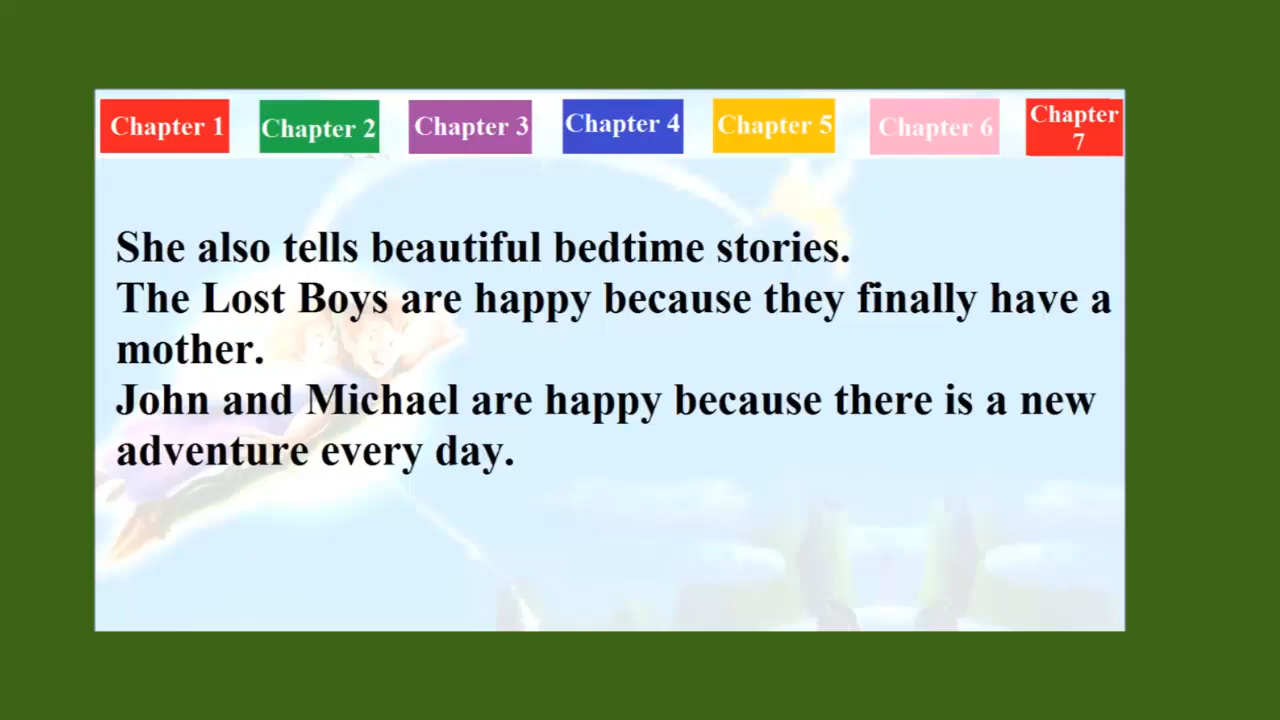 Chapter 1
Chapter 2
Chapter 3
Chapter 4
Chapter 5
Chapter 6
Chapter
7
She also tells beautiful bedtime stories.
The Lost Boys are happy because they finally have a
mother.
John and Michael are happy because there is a new
adventure every day.